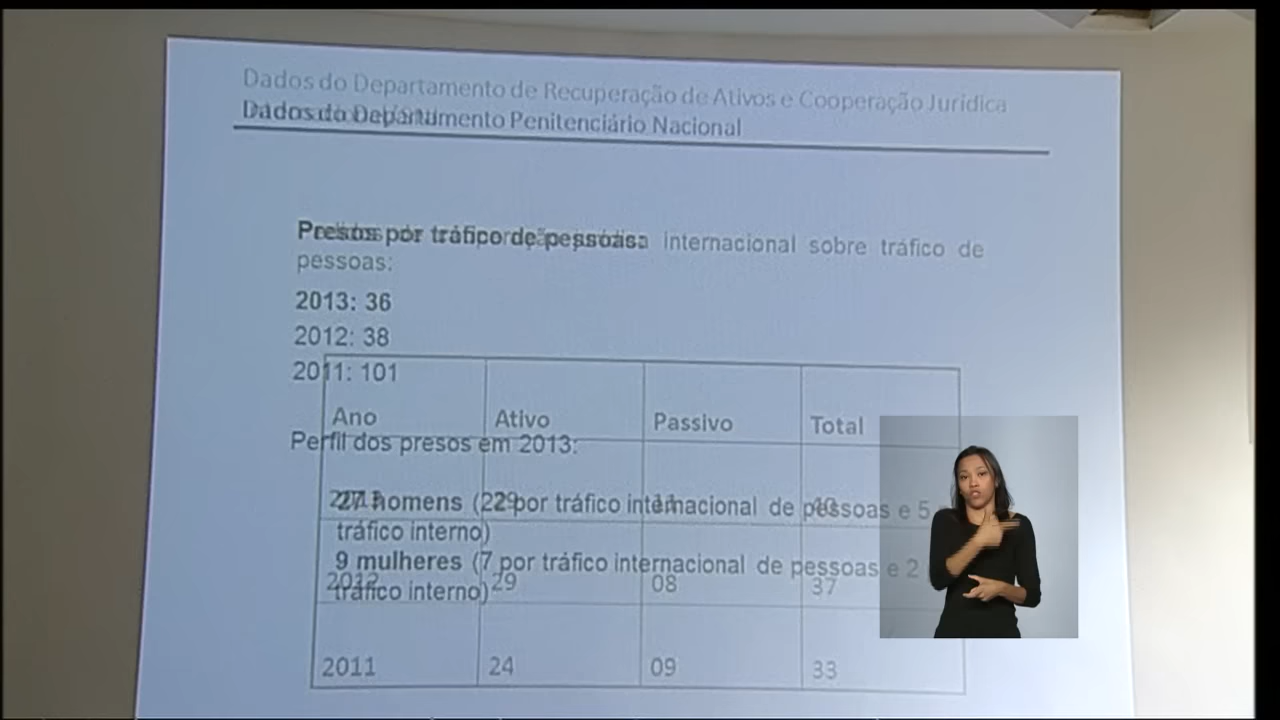 Dados do Departamento de Recuperação de Ativos e Cooperação Jurídica
Dados do Departamento Penitenciário Nacional
Presos por tráfico de pessoas internacional sobre tráfico de
pessoas:
2013: 36
2012: 38
2011: 101
Ano Ativo Passivo Total
Perfil dos presos em 2013:
27 homens (22 por tráfico internacional de pessoas e 5
tráfico interno)
9 mulheres (7 por tráfico internacional de pessoas e 2
tráfico interno)
2012 29 08 37
2011 24 09 33